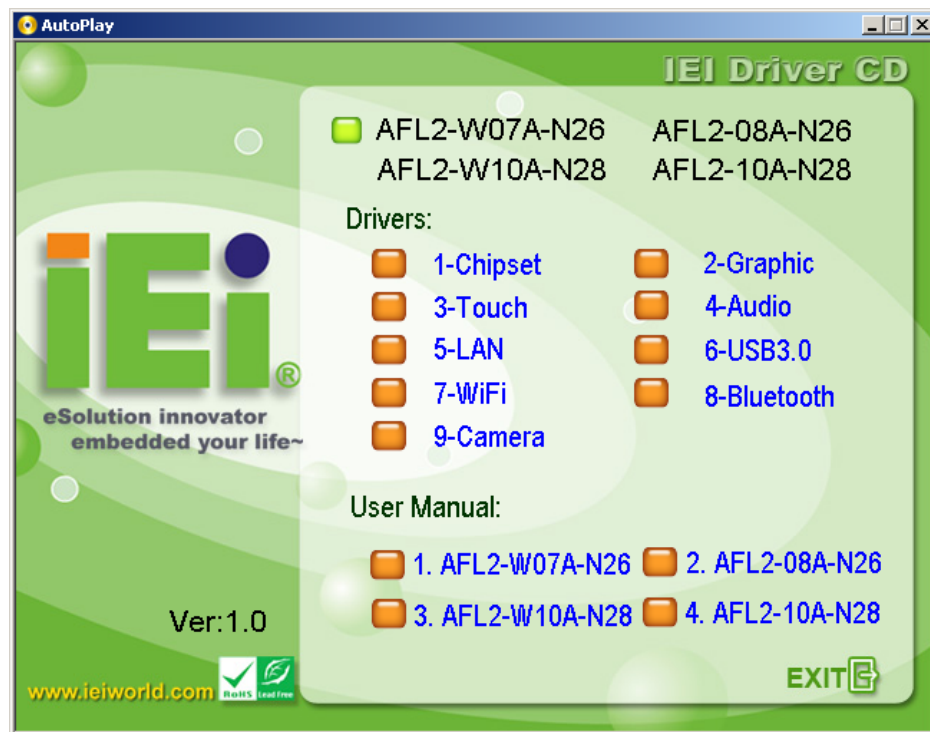 AutoPlay
IEI Driver CD
AFL2-W07A-N26 AFL2-08A-N26
AFL2-W10A-N28 AFL2-10A-N28
Drivers:
1-Chipset 2-Graphic
3-Touch 4-Audio
5-LAN 6-USB3.0
7-WiFi 8-Bluetooth
9-Camera
iEi®
eSolution innovator
embedded your life~
User Manual:
1. AFL2-W07A-N26 2. AFL2-08A-N26
3. AFL2-W10A-N28 4. AFL2-10A-N28
Ver:1.0
www.ieiworld.com
RoHS Lead Free
EXIT